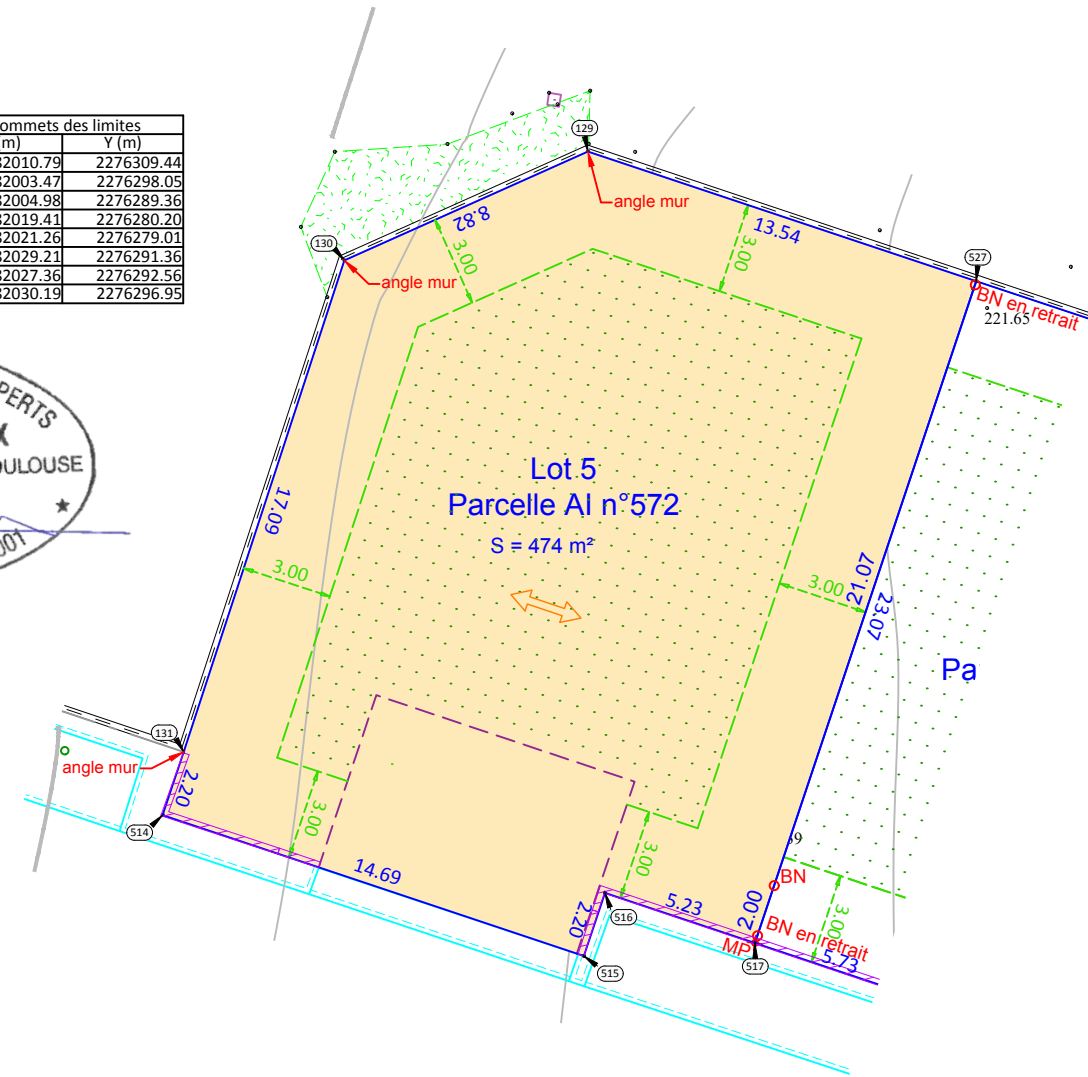 ommets des limites
m) Y (m)
32010.79 2276309.44
32003.47 2276298.05
32004.98 2276289.36
32019.41 2276280.20
32021.26 2276279.01
32029.21 2276291.36
32027.36 2276292.56
32030.19 2276296.95
PERTS
X
OULOUSE
001
129
angle mur
130
angle mur
8.82
3.00
13.54
3.00
527
BN en retrait
221.65
Lot 5
Parcelle AI n°572
S = 474 m²
17.09
3.00
3.00
21.07
23.07
Pa
131
angle mur
2.20
514
3.00
14.69
3.00
2.20
515
516
5.23
2.00
BN
BN en retrait
MP
517
3.00
5.73